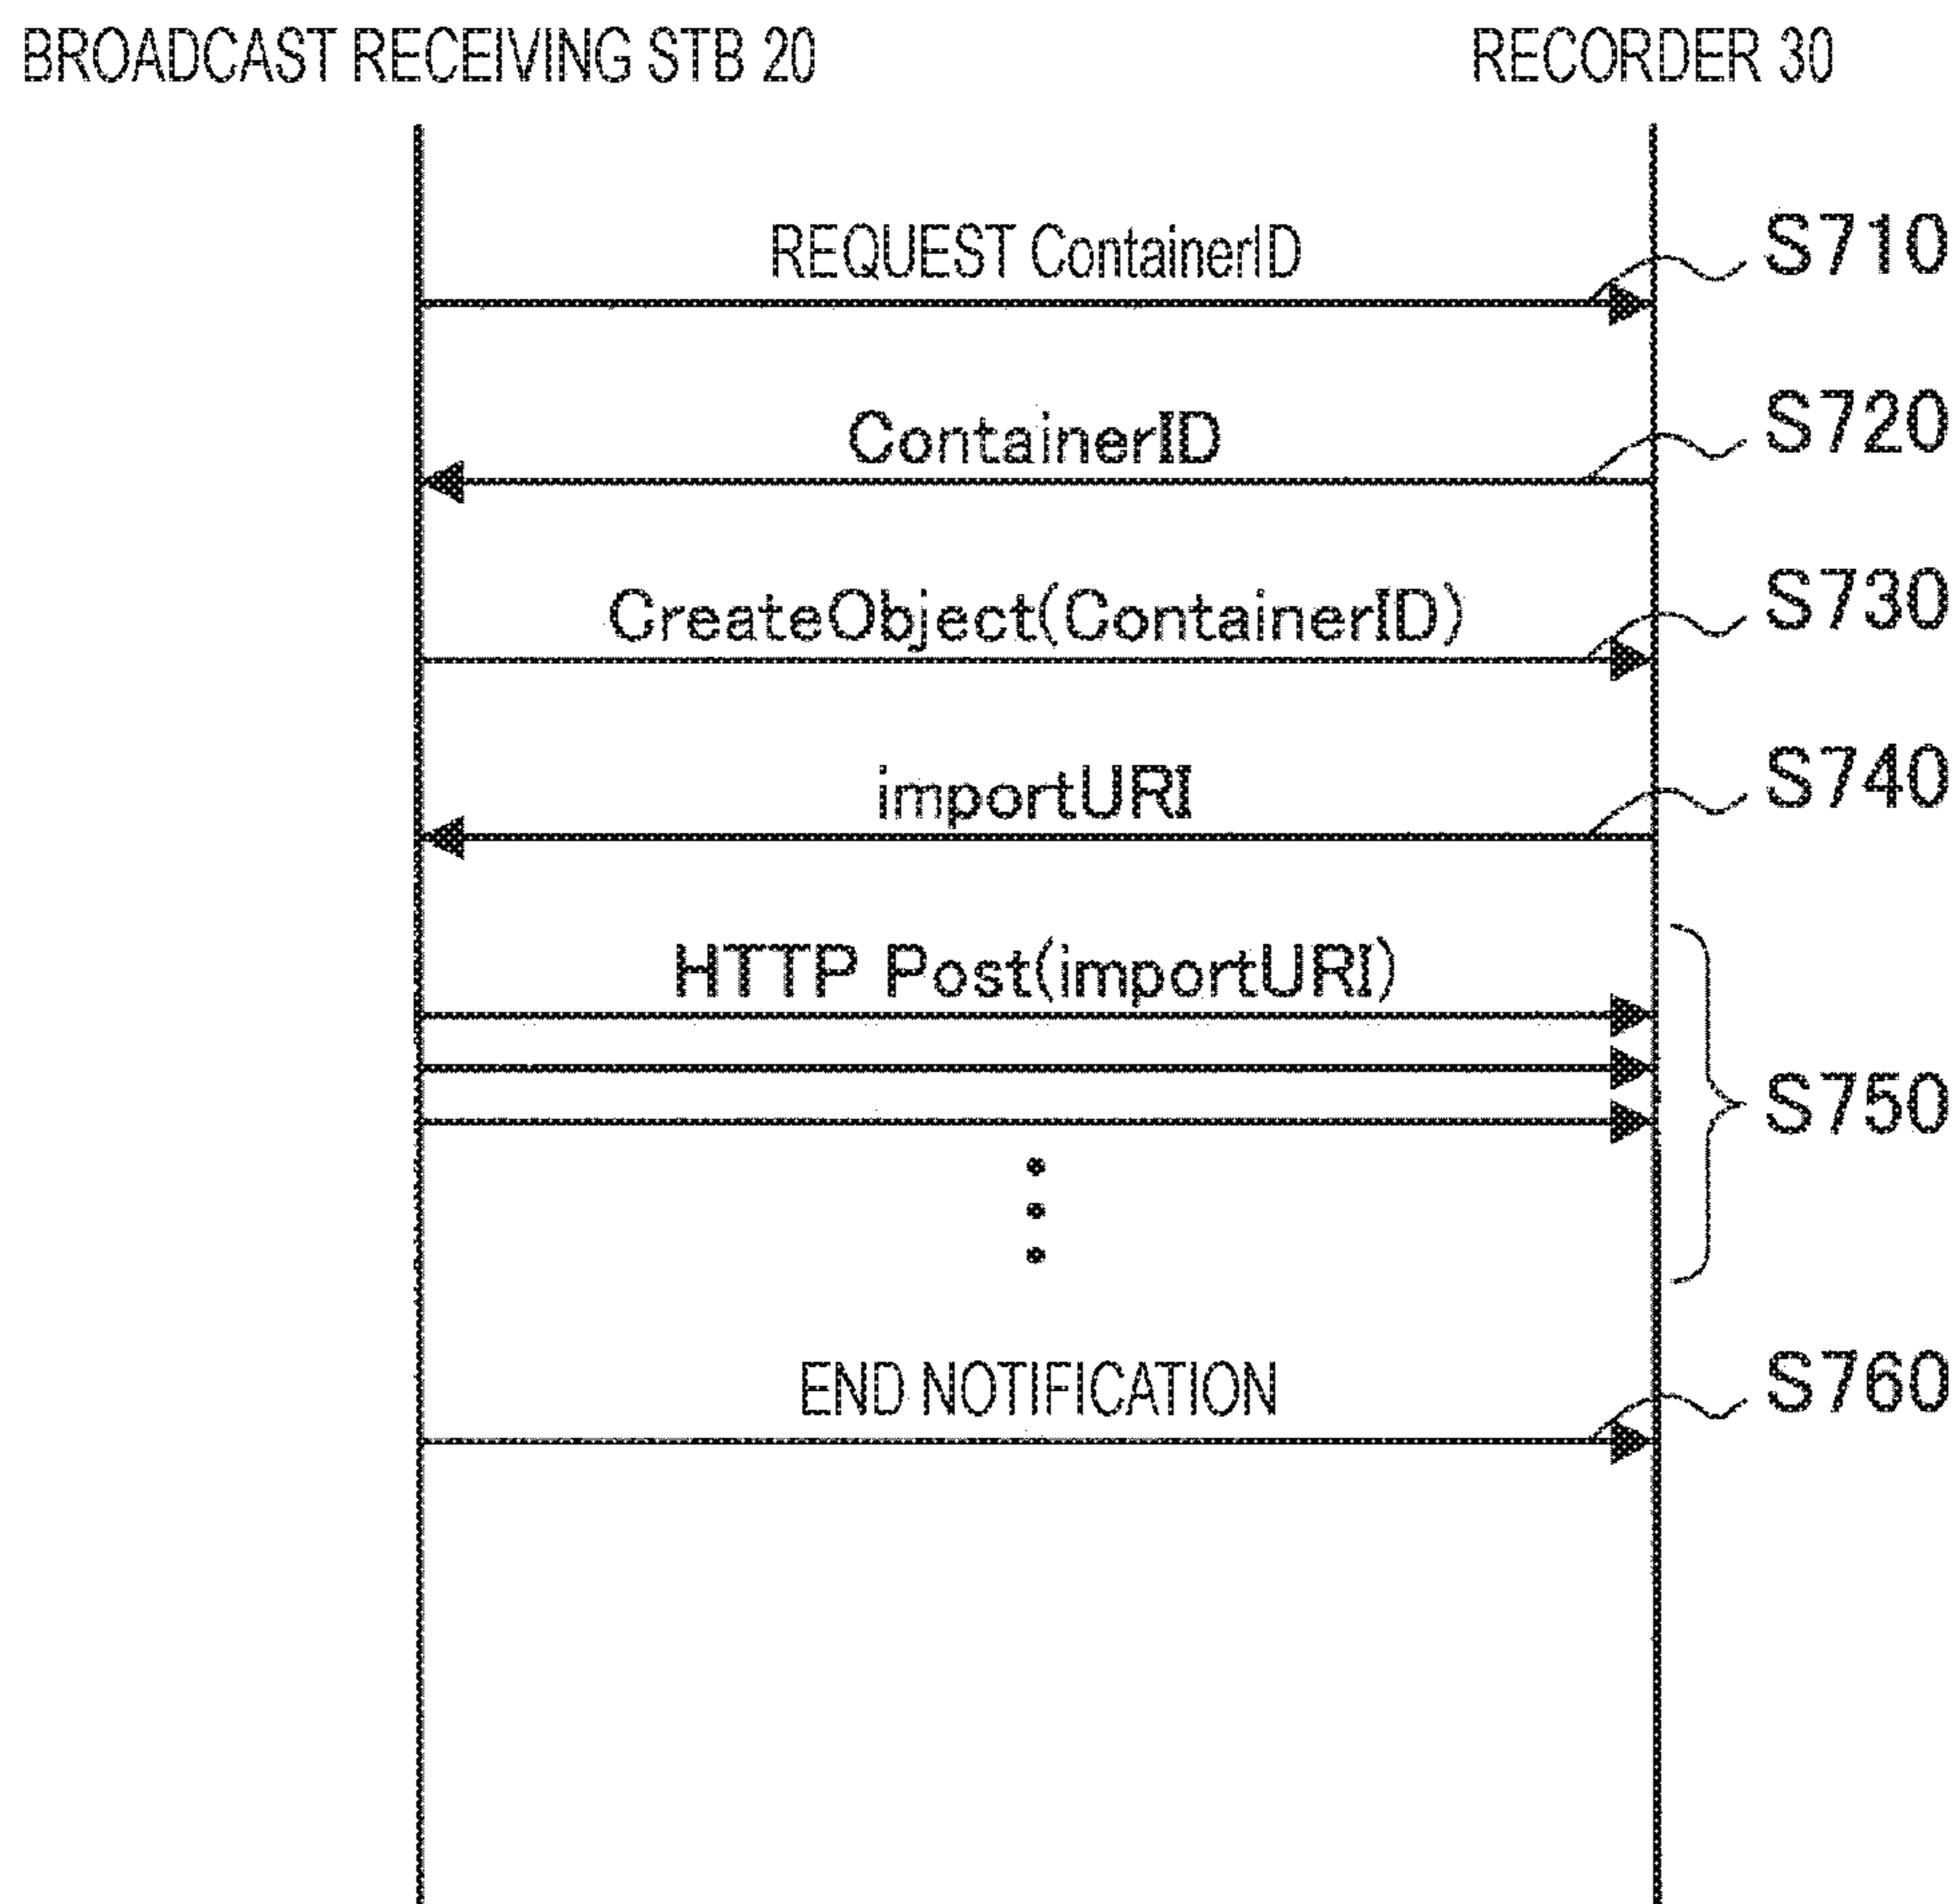 BROADCAST RECEIVING STB 20 RECORDER 30
REQUEST ContainerID S710
ContainerID S720
CreateObject(ContainerID) S730
importURI S740
HTTP Post(importURI)
S750
END NOTIFICATION S760